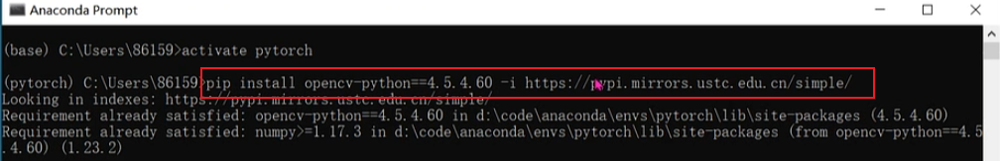 Anaconda Prompt
(base) C:\Users\86159>activate pytorch
(pytorch) C:\Users\86159>pip install opencv-python==4.5.4.60 -i https://pypi.mirrors.ustc.edu.cn/simple/
Looking in indexes: https://pypi.mirrors.ustc.edu.cn/simple/
Requirement already satisfied: opencv-python==4.5.4.60 in d:\code\anaconda\envs\pytorch\lib\site-packages (4.5.4.60)
Requirement already satisfied: numpy>=1.17.3 in d:\code\anaconda\envs\pytorch\lib\site-packages (from opencv-python==4.5
.4.60) (1.23.2)